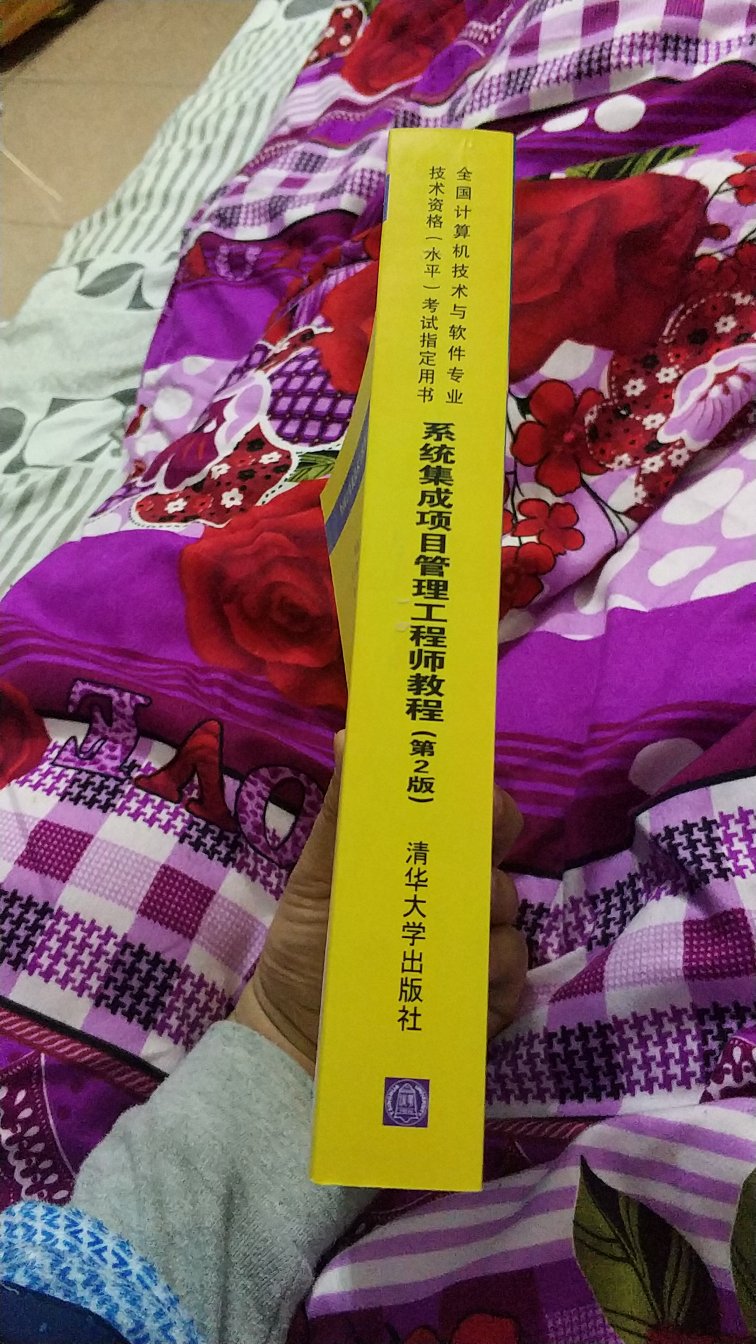 全国计算机技术与软件专业
技术资格(水平)考试指定用书
系统集成项目管理工程师教程(第2版)
清华大学出版社
LOVE